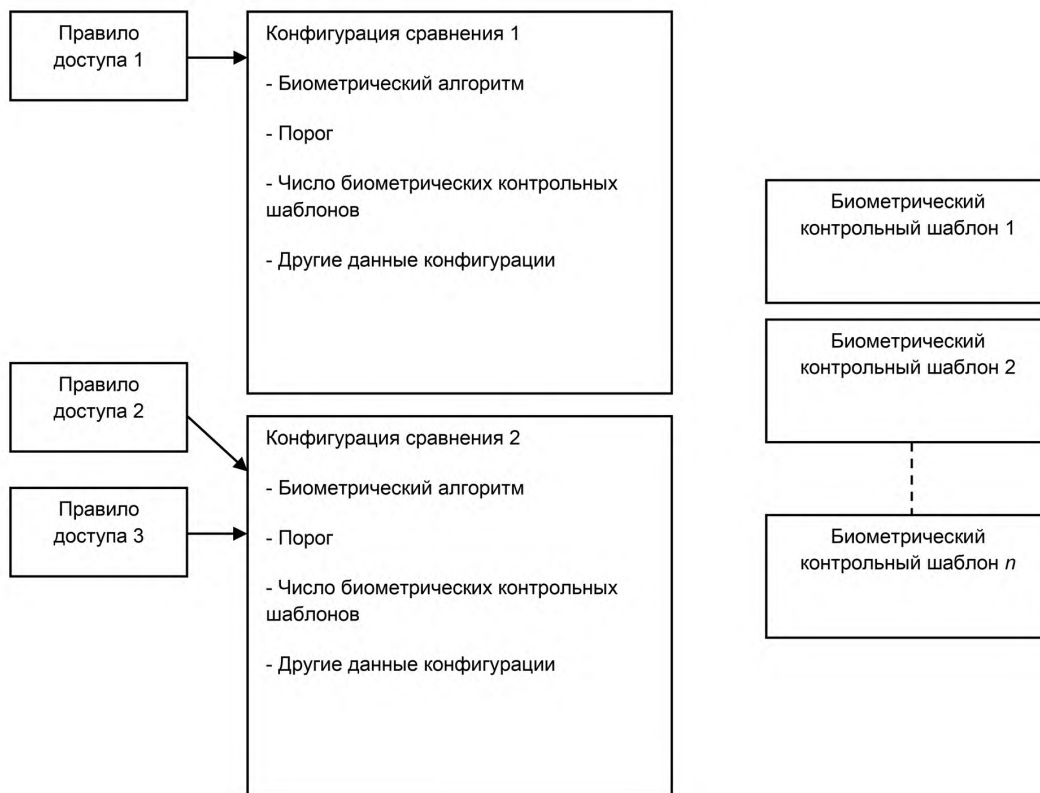 Правило
доступа 1
Конфигурация сравнения 1
- Биометрический алгоритм
- Порог
- Число биометрических контрольных
шаблонов
- Другие данные конфигурации
Правило
доступа 2
Правило
доступа 3
Конфигурация сравнения 2
- Биометрический алгоритм
- Порог
- Число биометрических контрольных
шаблонов
- Другие данные конфигурации
Биометрический
контрольный шаблон 1
Биометрический
контрольный шаблон 2
Биометрический
контрольный шаблон n